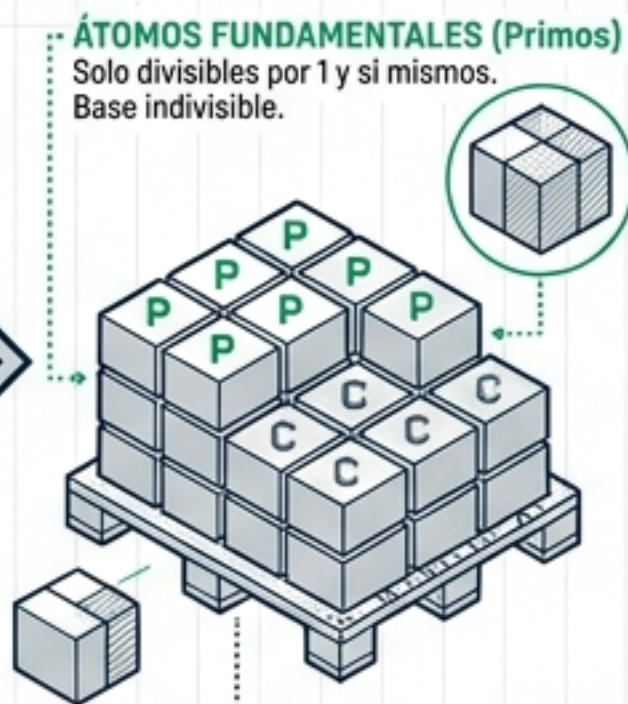 ÁTOMOS FUNDAMENTALES (Primos)
Solo divisibles por 1 y si mismos.
Base indivisible.
P
P P
P P P
P
C C
C C
C